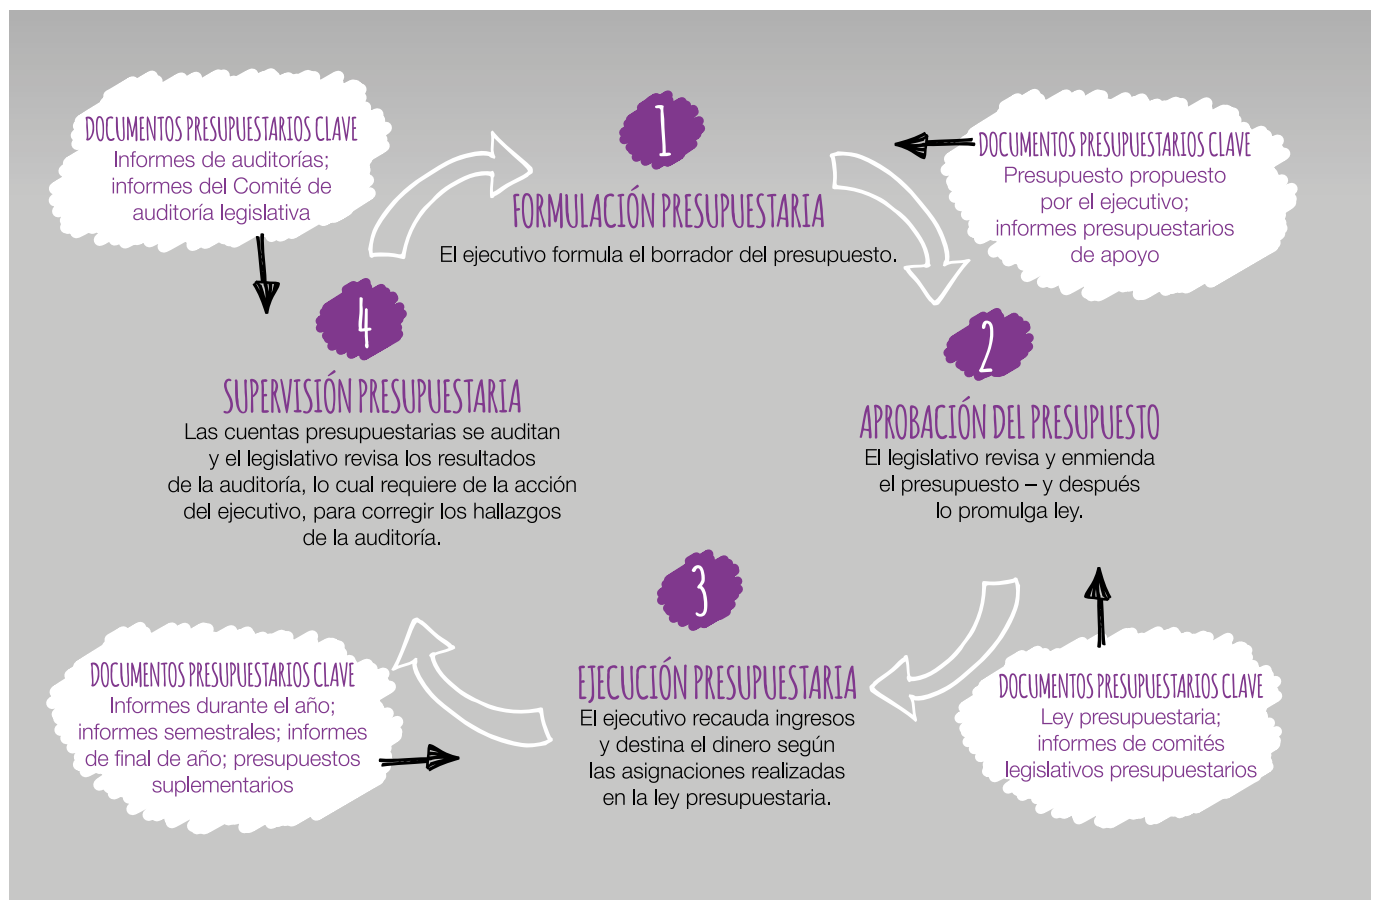 1
FORMULACIÓN PRESUPUESTARIA
El ejecutivo formula el borrador del presupuesto.
DOCUMENTOS PRESUPUESTARIOS CLAVE
Presupuesto propuesto
por el ejecutivo;
informes presupuestarios
de apoyo
2
APROBACIÓN DEL PRESUPUESTO
El legislativo revisa y enmienda
el presupuesto – y después
lo promulga ley.
DOCUMENTOS PRESUPUESTARIOS CLAVE
Ley presupuestaria;
informes de comités
legislativos presupuestarios
3
EJECUCIÓN PRESUPUESTARIA
El ejecutivo recauda ingresos
y destina el dinero según
las asignaciones realizadas
en la ley presupuestaria.
DOCUMENTOS PRESUPUESTARIOS CLAVE
Informes durante el año;
informes semestrales; informes
de final de año; presupuestos
suplementarios
4
SUPERVISIÓN PRESUPUESTARIA
Las cuentas presupuestarias se auditan
y el legislativo revisa los resultados
de la auditoría, lo cual requiere de la acción
del ejecutivo, para corregir los hallazgos
de la auditoría.
DOCUMENTOS PRESUPUESTARIOS CLAVE
Informes de auditorías;
informes del Comité de
auditoría legislativa